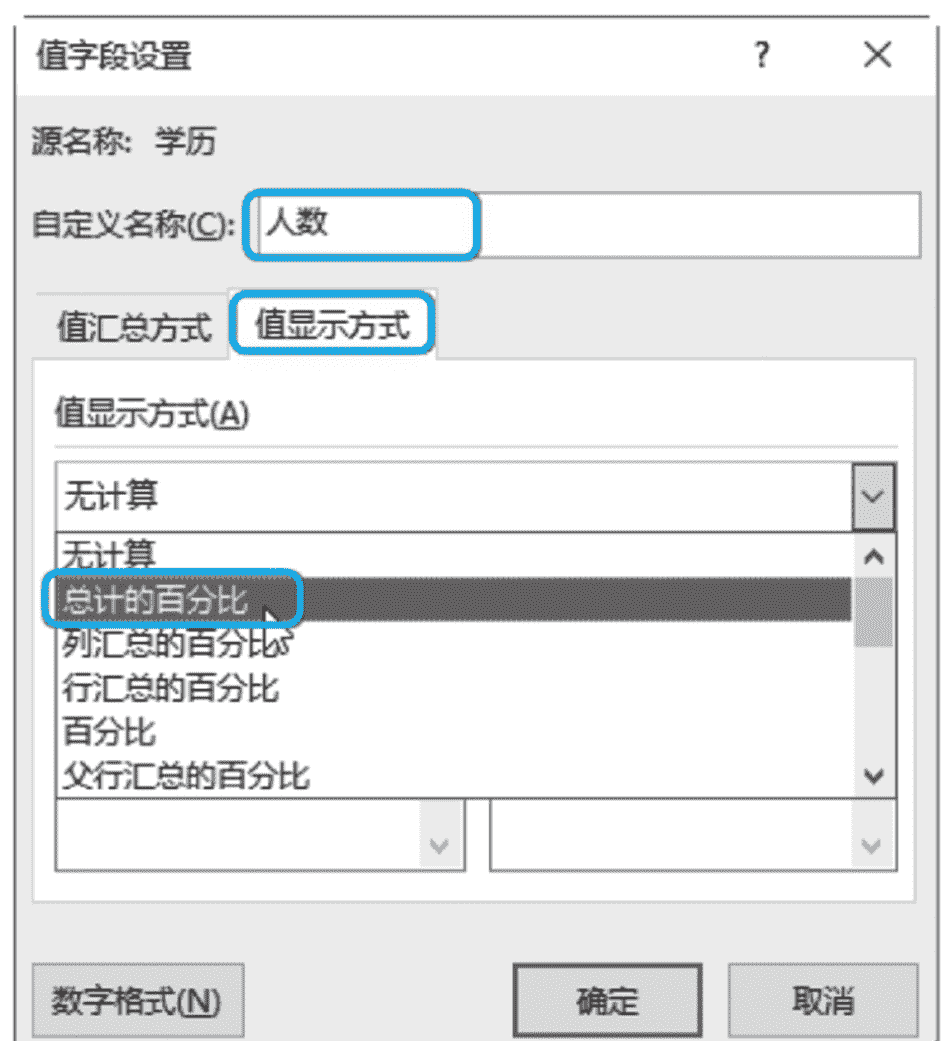 值字段设置 ? ×
源名称: 学历
自定义名称(C): 人数
值汇总方式 值显示方式
值显示方式(A)
无计算
无计算
总计的百分比
列汇总的百分比
行汇总的百分比
百分比
父行汇总的百分比
数字格式(N) 确定 取消